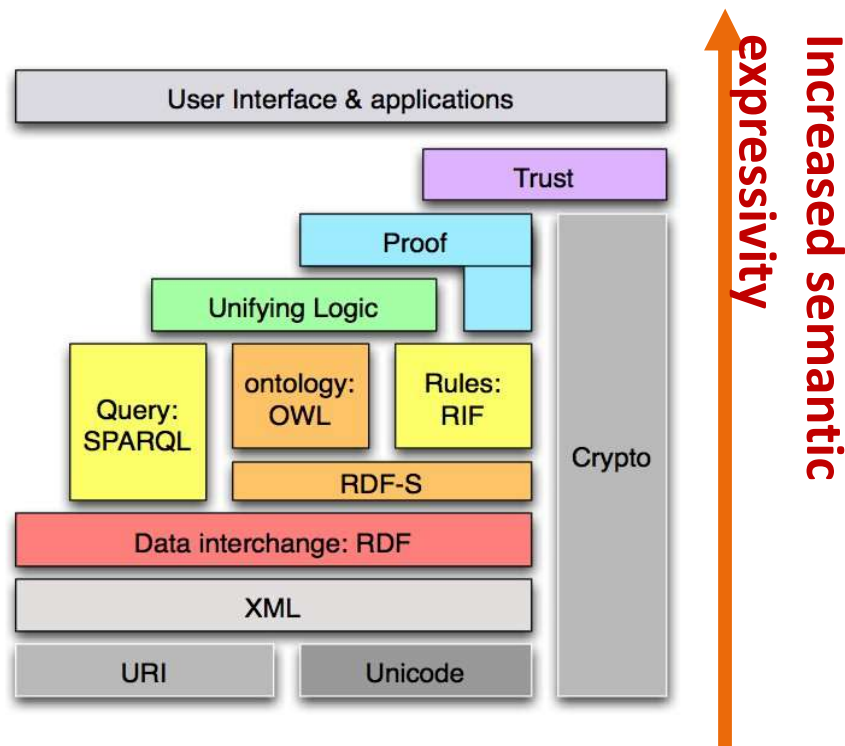 User Interface & applications
Trust
Proof
Unifying Logic
Query:
SPARQL
ontology:
OWL
Rules:
RIF
Crypto
RDF-S
Data interchange: RDF
XML
URI
Unicode
Increased semantic
expressivity